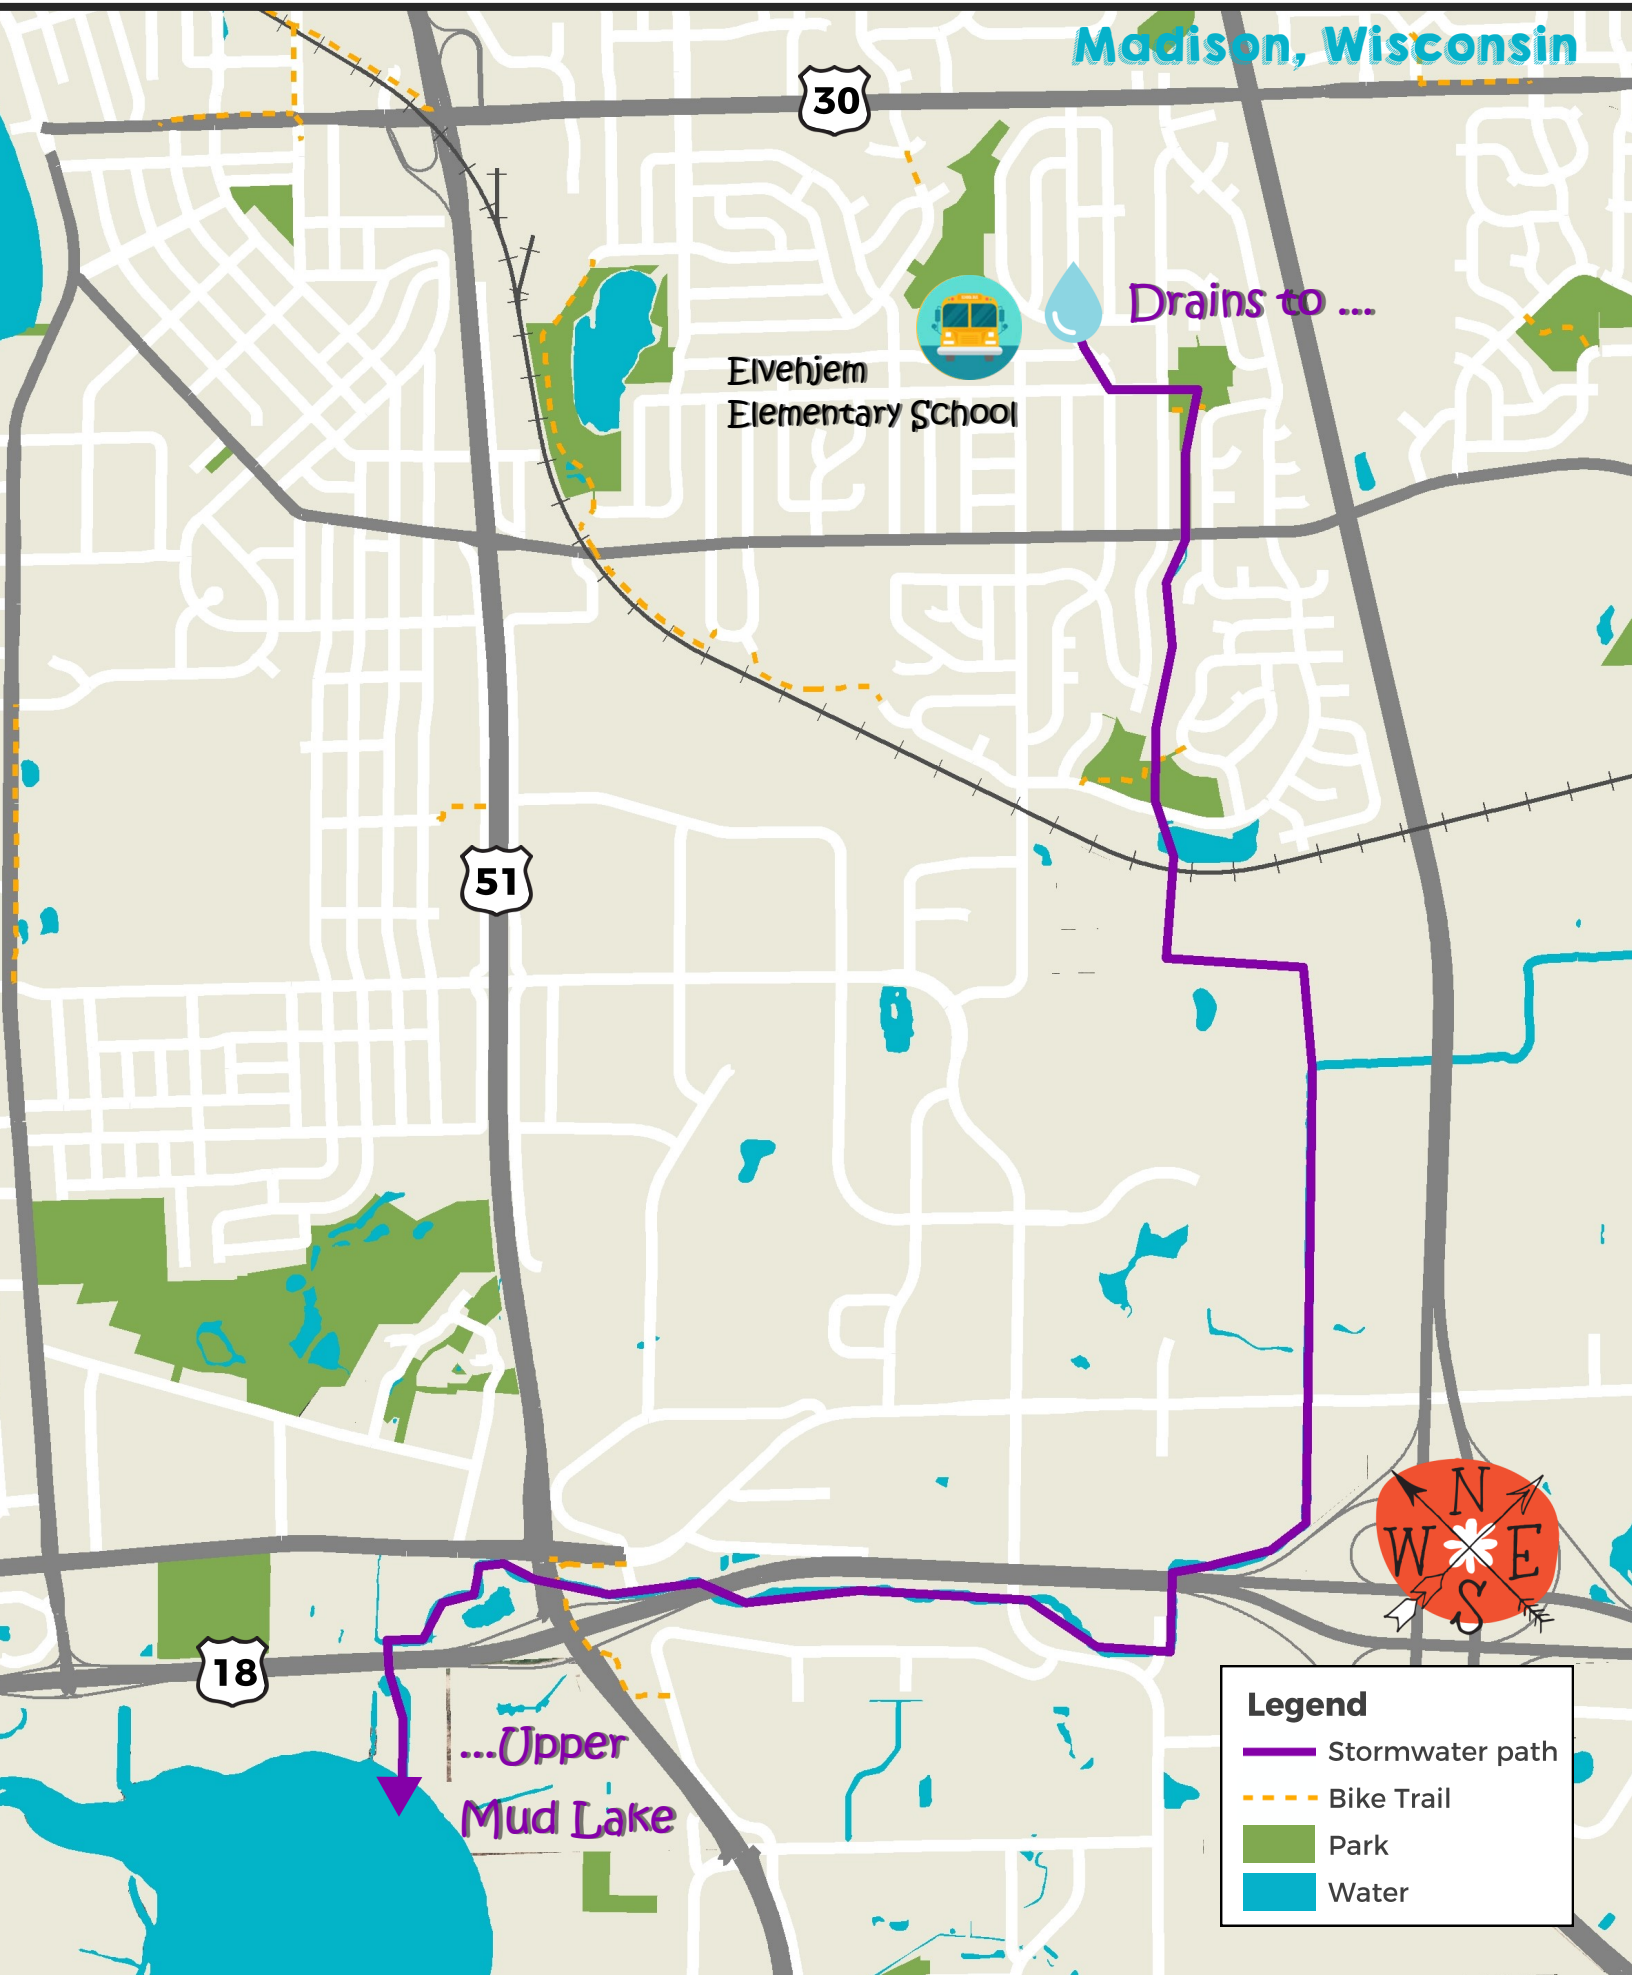 Madison, Wisconsin
30
Drains to ...
Elvehjem
Elementary School
51
N
W E
S
18
...Upper
Mud Lake
Legend
Stormwater path
Bike Trail
Park
Water